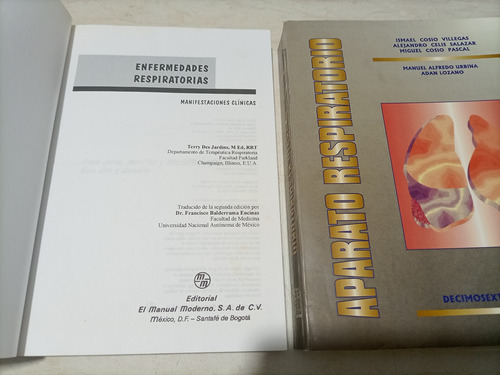 ENFERMEDADES
RESPIRATORIAS
MANIFESTACIONES CLÍNICAS
Terry Des Jardins, M Ed, RRT
Departamento de Terapéutica Respiratoria
Facultad Parkland
Champaign, Illinois, E.U.A.
Traducido de la segunda edición por
Dr. Francisco Balderrama Encinas
Facultad de Medicina
Universidad Nacional Autónoma de México
Editorial
El Manual Moderno, S.A. de C.V.
México, D.F. – Santafé de Bogotá
ISMAEL COSIO VILLEGAS
ALEJANDRO CELIS SALAZAR
MIGUEL COSIO PASCAL
MANUEL ALFREDO URBINA
ADAN LOZANO
APARATO RESPIRATORIO
DECIMOSEXT